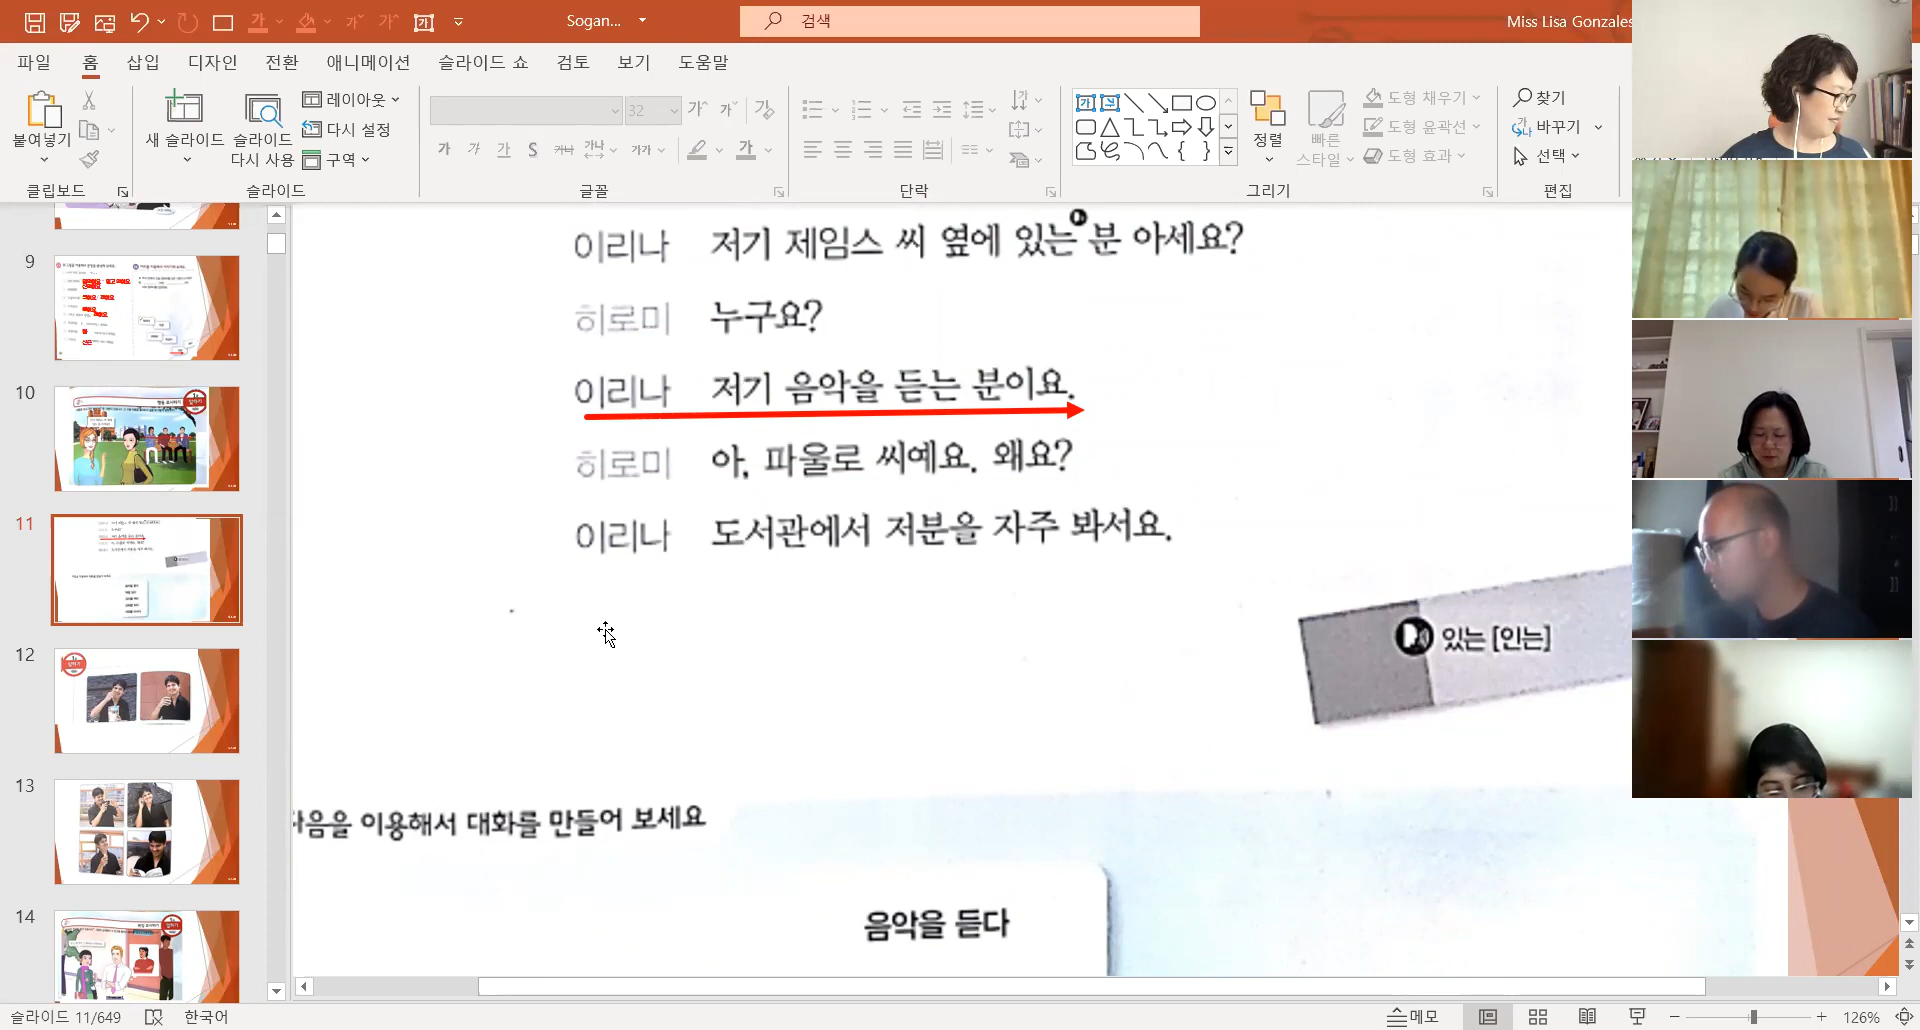 Sogan...
검색
Miss Lisa Gonzales
파일 홈 삽입 디자인 전환 애니메이션 슬라이드 쇼 검토 보기 도움말
붙여넣기
새 슬라이드
슬라이드 다시 사용
레이아웃
다시 설정
구역
32
정렬
빠른 스타일
도형 채우기
도형 윤곽선
도형 효과
찾기
바꾸기
선택
클립보드 슬라이드 글꼴 단락 그리기 편집
9
10
11
12
13
14
이리나 저기 제임스 씨 옆에 있는 분 아세요?
히로미 누구요?
이리나 저기 음악을 듣는 분이요.
히로미 아, 파울로 씨예요. 왜요?
이리나 도서관에서 저분을 자주 봐서요.
있는 [인는]
다음을 이용해서 대화를 만들어 보세요
음악을 듣다
슬라이드 11/649 한국어 메모 126%